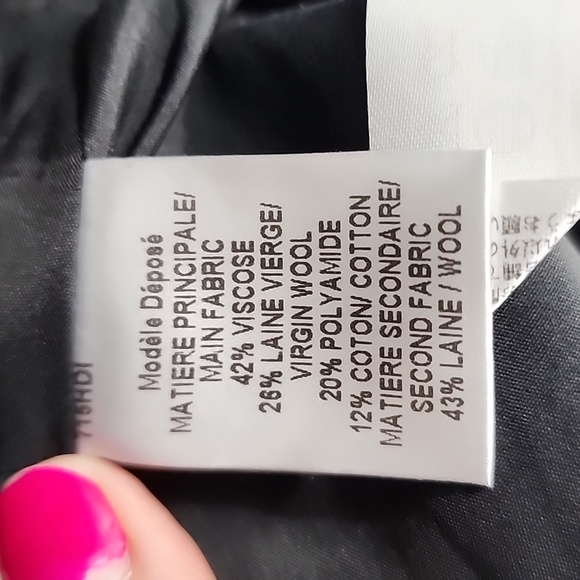 Modèle Déposé
MATIERE PRINCIPALE/
MAIN FABRIC
42% VISCOSE
26% LAINE VIERGE/
VIRGIN WOOL
20% POLYAMIDE
12% COTON/ COTTON
MATIERE SECONDAIRE/
SECOND FABRIC
43% LAINE / WOOL